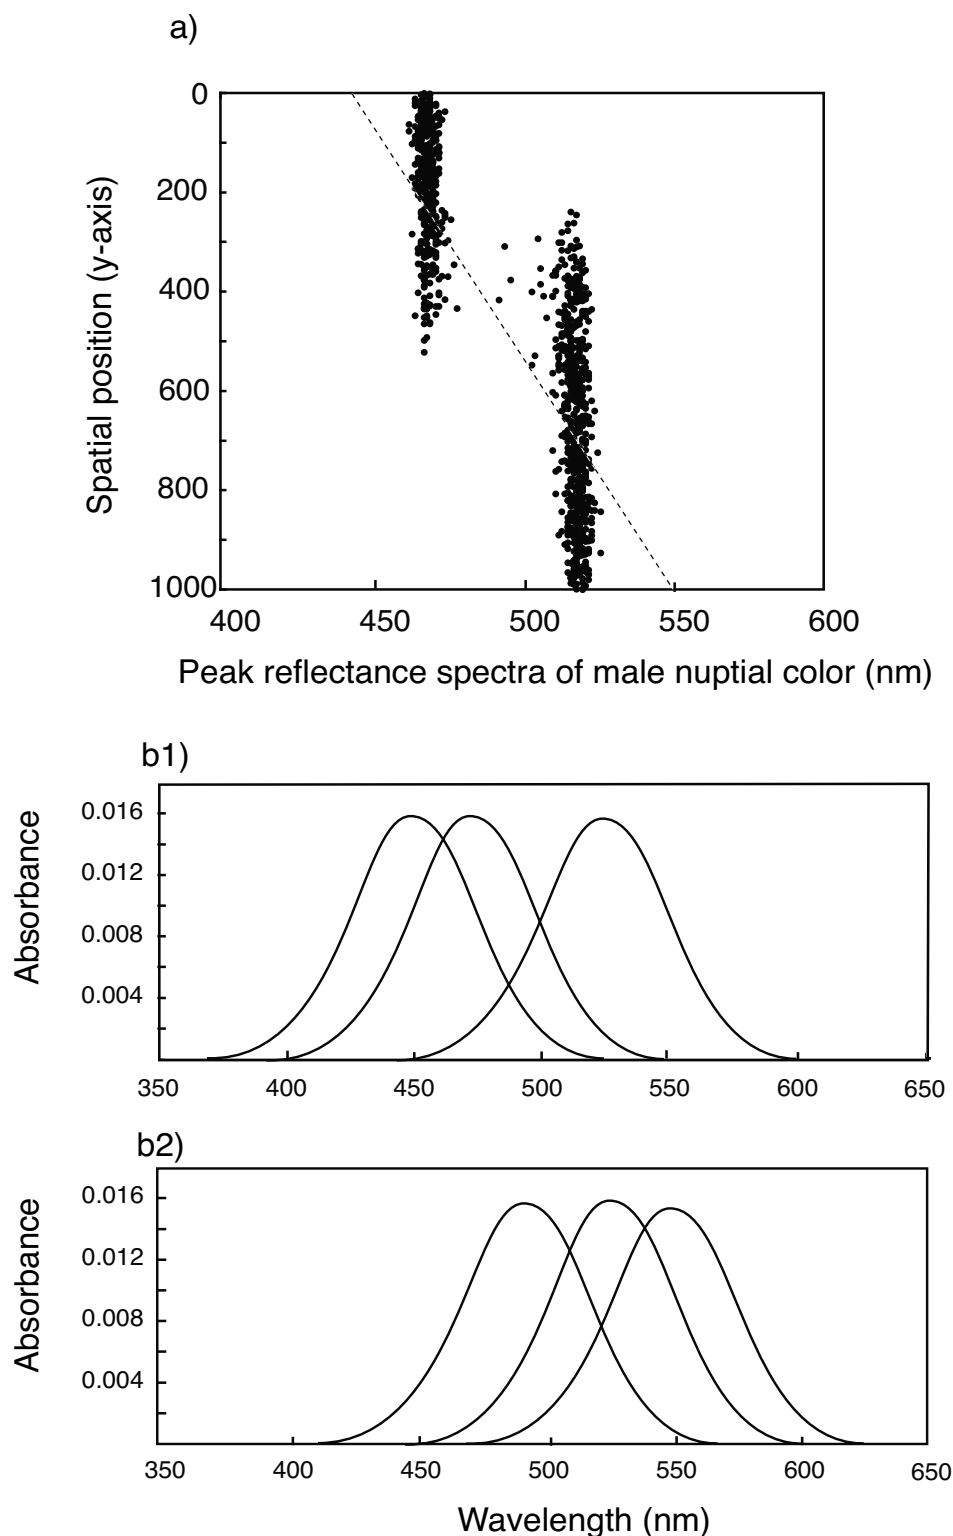 a)
0
200
400
600
800
1000
Spatial position (y-axis)
400 450 500 550 600
Peak reflectance spectra of male nuptial color (nm)
b1)
0.016
0.012
0.008
0.004
Absorbance
350 400 450 500 550 600 650
b2)
0.016
0.012
0.008
0.004
Absorbance
350 400 450 500 550 600 650
Wavelength (nm)